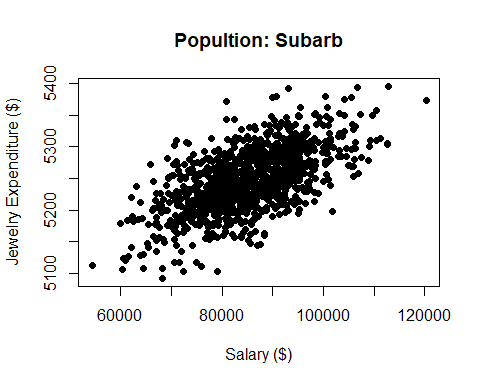 Popultion: Subarb
Jewelry Expenditure ($)
5400
5300
5200
5100
60000 80000 100000 120000
Salary ($)